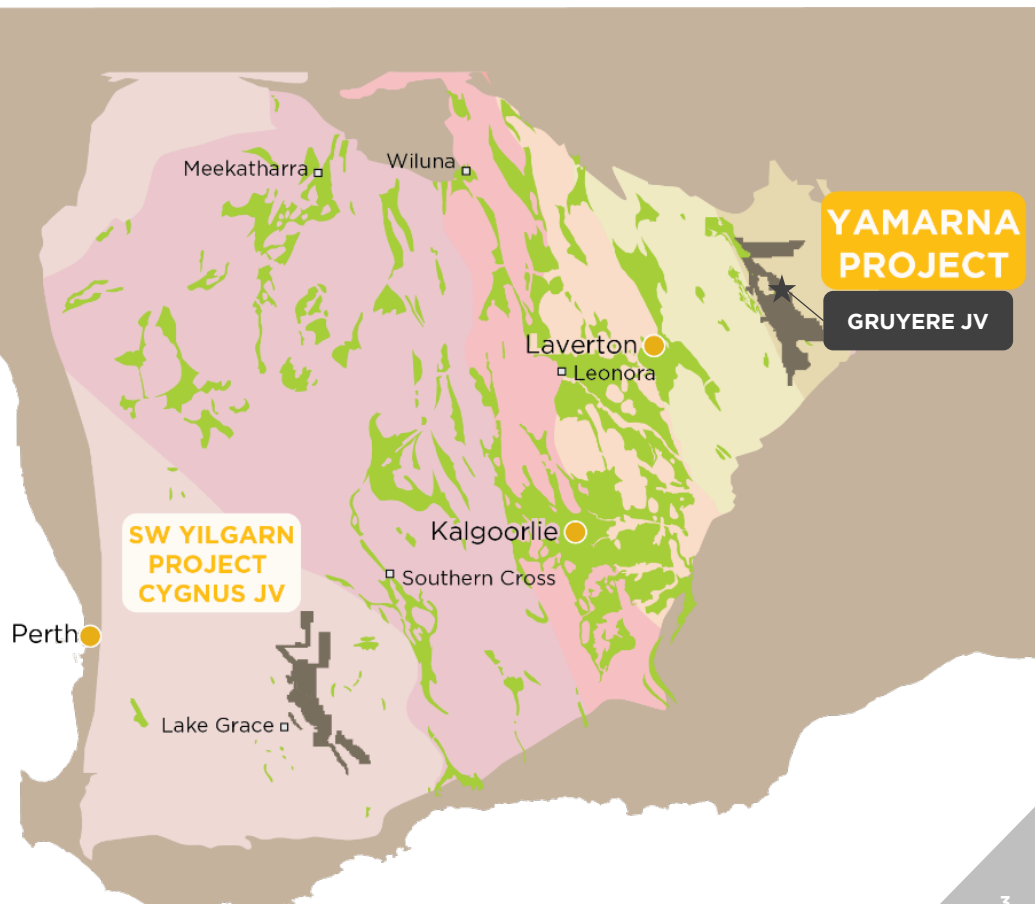 Meekatharra
Wiluna
YAMARNA
PROJECT
GRUYERE JV
Laverton
Leonora
Kalgoorlie
SW YILGARN
PROJECT
CYGNUS JV
Southern Cross
Perth
Lake Grace
3